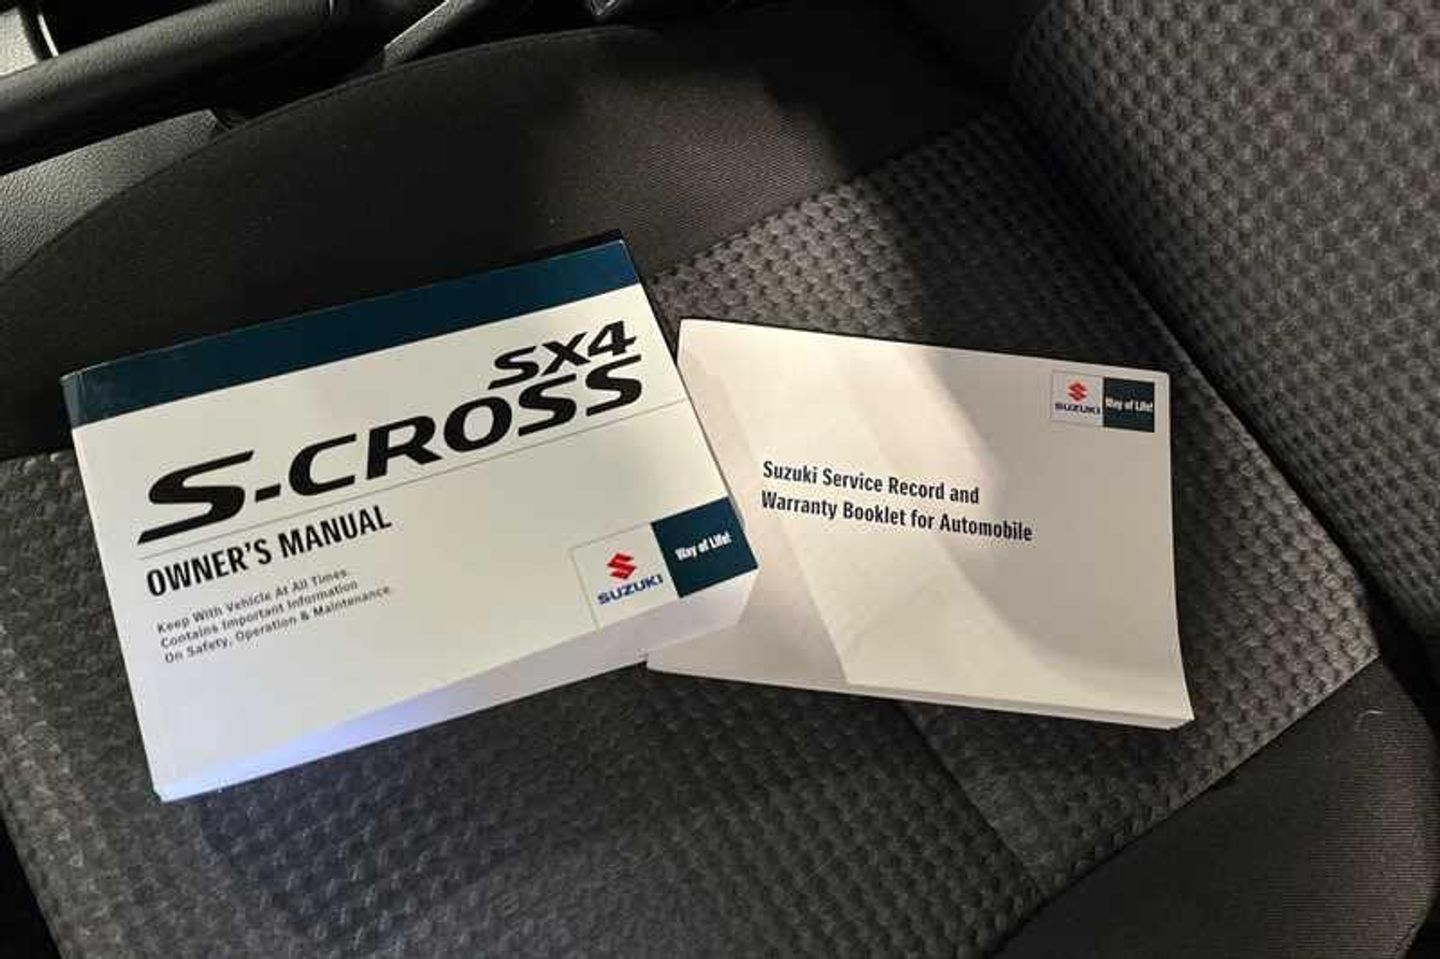 SX4
S-CROSS
OWNER'S MANUAL
Keep With Vehicle At All Times.
Contains Important Information
On Safety, Operation & Maintenance.
SUZUKI
Way of Life!
SUZUKI
Way of Life!
Suzuki Service Record and
Warranty Booklet for Automobile